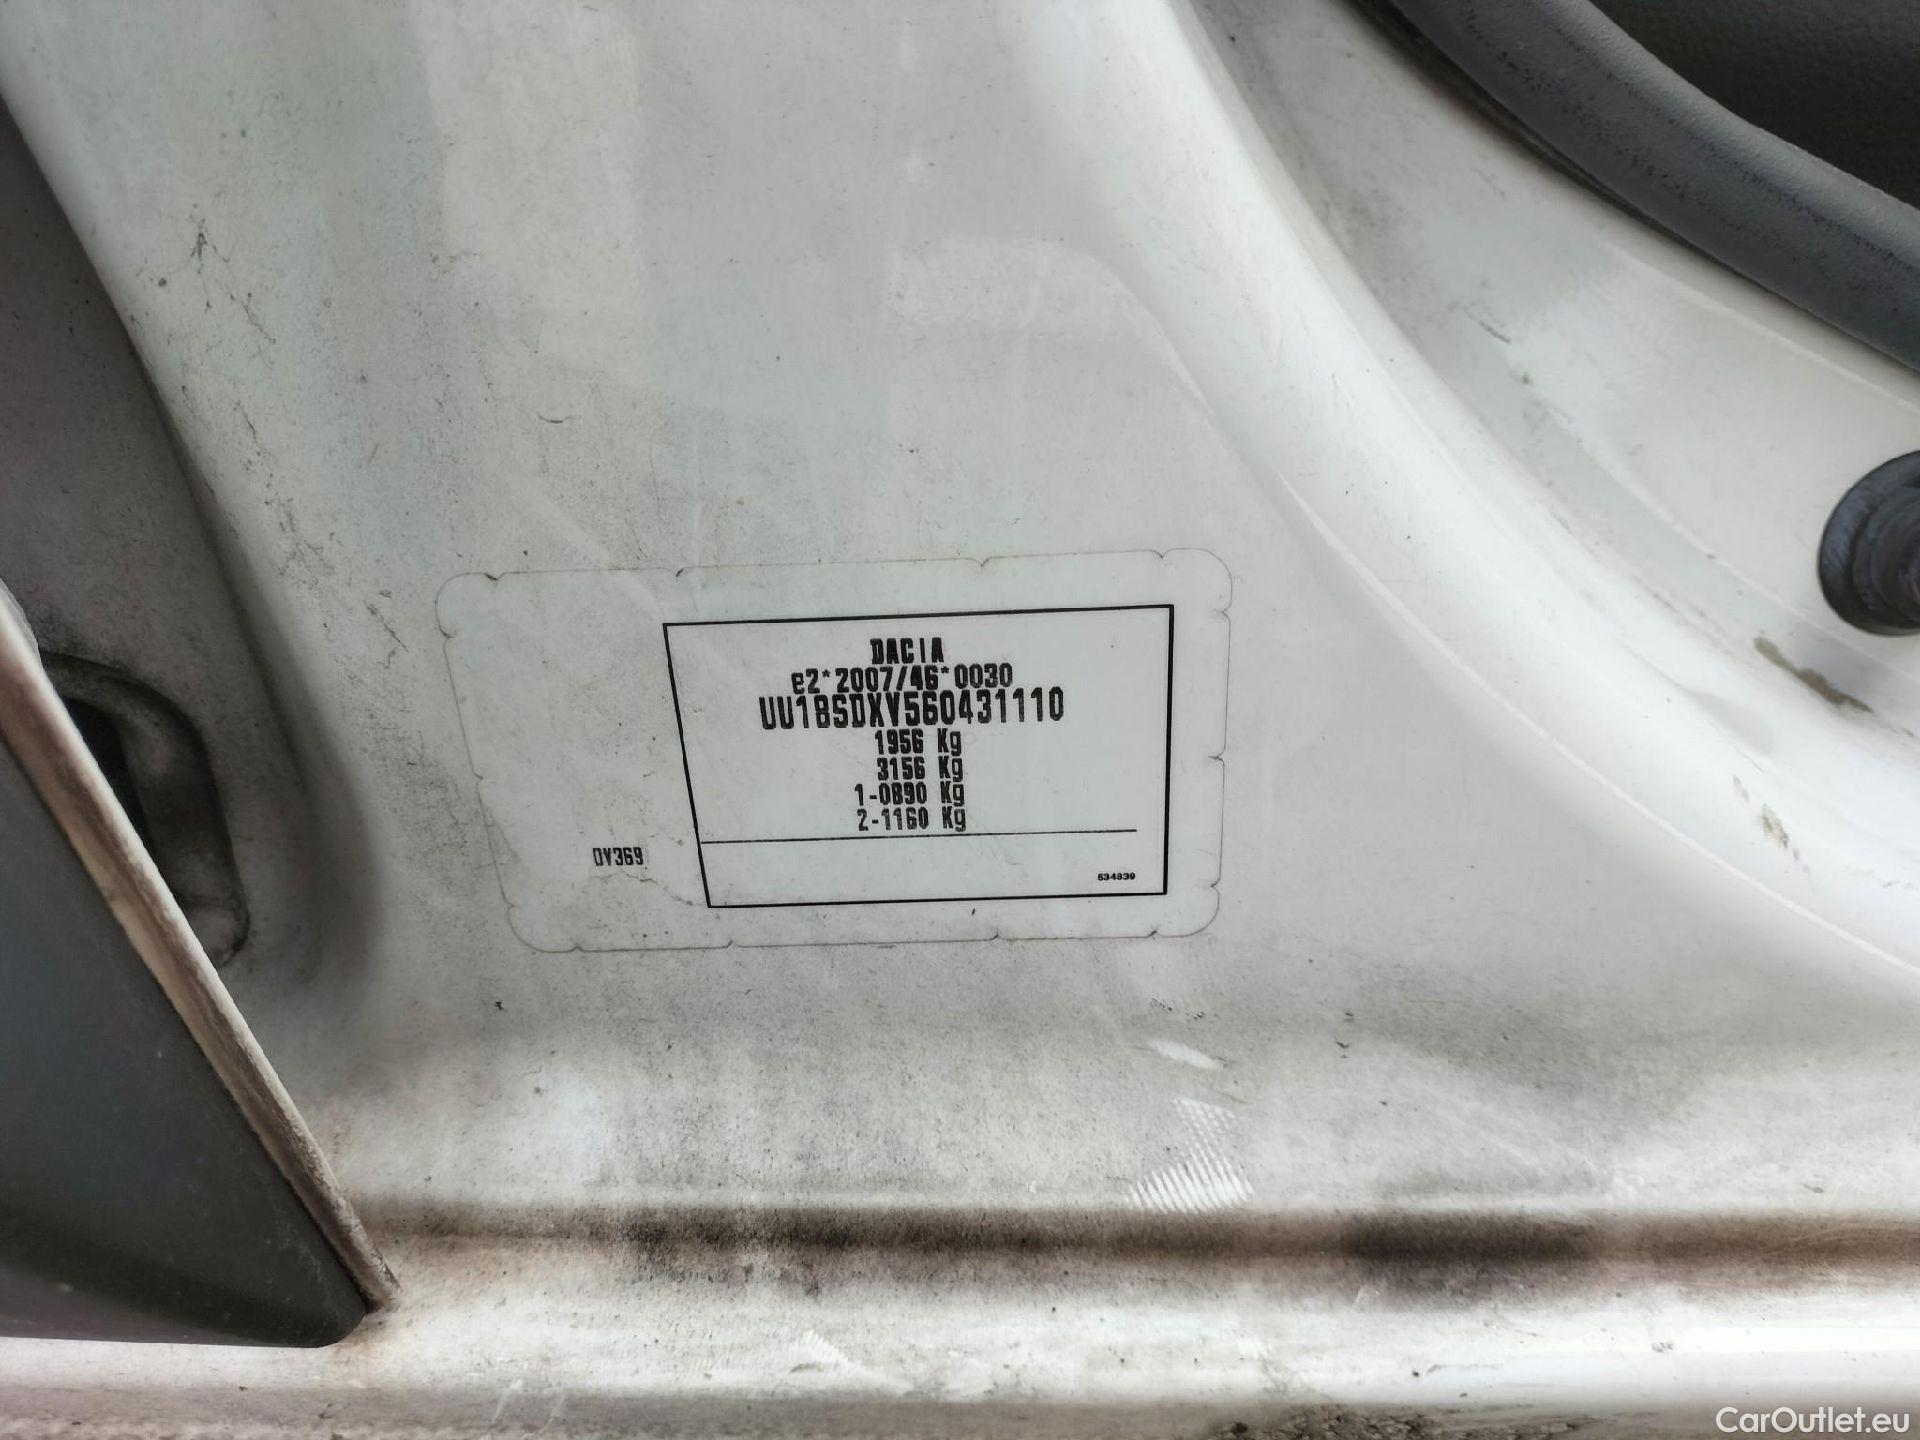 DACIA
e2*2007/46*0030
UU1BSDXV560431110
1956 Kg
3156 Kg
1-0890 Kg
2-1160 Kg
DV369
534839
CarOutlet.eu